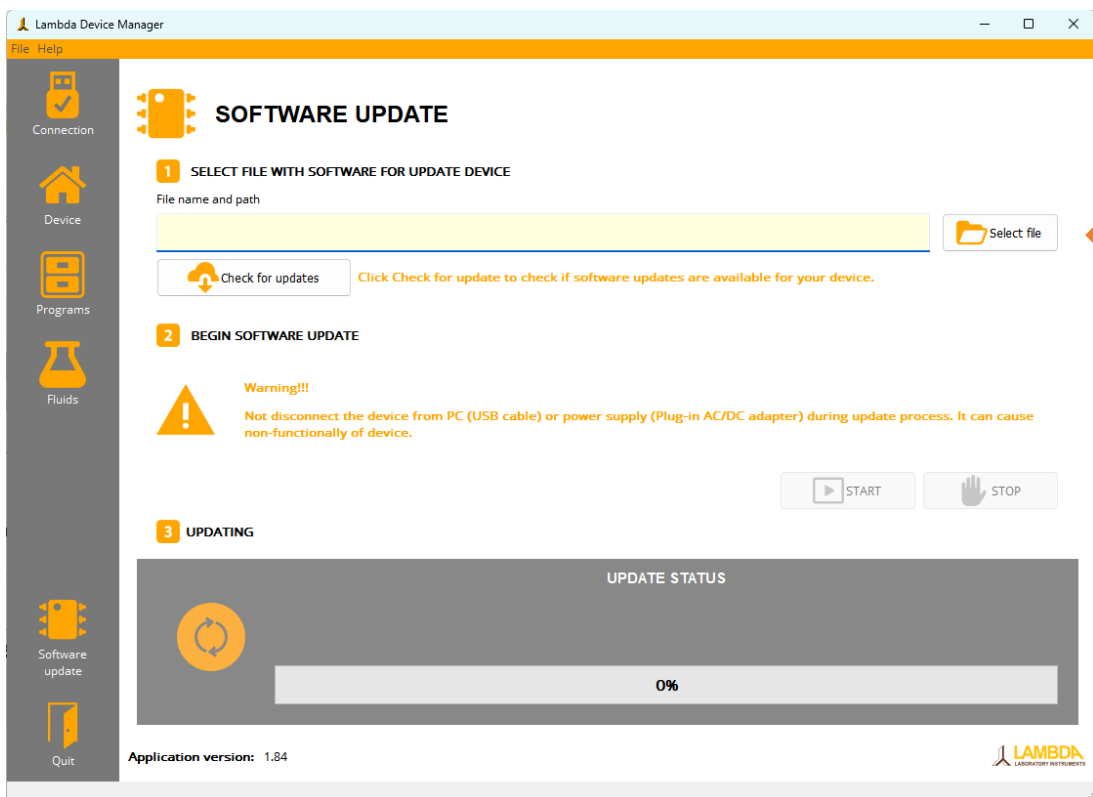 Lambda Device Manager
File Help
Connection
Device
Programs
Fluids
Software
update
Quit
SOFTWARE UPDATE
1 SELECT FILE WITH SOFTWARE FOR UPDATE DEVICE
File name and path
Select file
Check for updates
Click Check for update to check if software updates are available for your device.
2 BEGIN SOFTWARE UPDATE
Warning!!!
Not disconnect the device from PC (USB cable) or power supply (Plug-in AC/DC adapter) during update process. It can cause
non-functionally of device.
START
STOP
3 UPDATING
UPDATE STATUS
0%
Application version: 1.84
LAMBDA
LABORATORY INSTRUMENTS